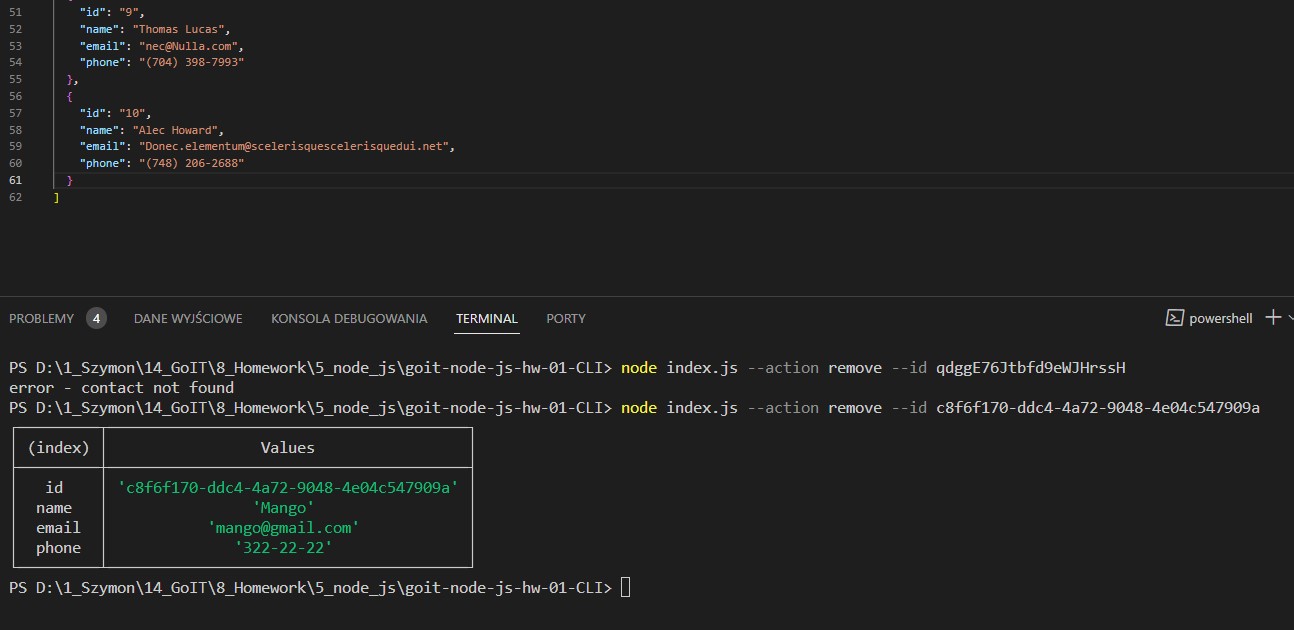 51 "id": "9",
52 "name": "Thomas Lucas",
53 "email": "nec@Nulla.com",
54 "phone": "(704) 398-7993"
55 },
56 {
57 "id": "10",
58 "name": "Alec Howard",
59 "email": "Donec.elementum@scelerisquescelerisquedui.net",
60 "phone": "(748) 206-2688"
61 }
62 ]
PROBLEMY 4 DANE WYJŚCIOWE KONSOLA DEBUGOWANIA TERMINAL PORTY powershell
PS D:\1_Szymon\14_GoIT\8_Homework\5_node_js\goit-node-js-hw-01-CLI> node index.js --action remove --id qdggE76Jtbfd9eWJHrssH
error - contact not found
PS D:\1_Szymon\14_GoIT\8_Homework\5_node_js\goit-node-js-hw-01-CLI> node index.js --action remove --id c8f6f170-ddc4-4a72-9048-4e04c547909a
(index) Values
id 'c8f6f170-ddc4-4a72-9048-4e04c547909a'
name 'Mango'
email 'mango@gmail.com'
phone '322-22-22'
PS D:\1_Szymon\14_GoIT\8_Homework\5_node_js\goit-node-js-hw-01-CLI>